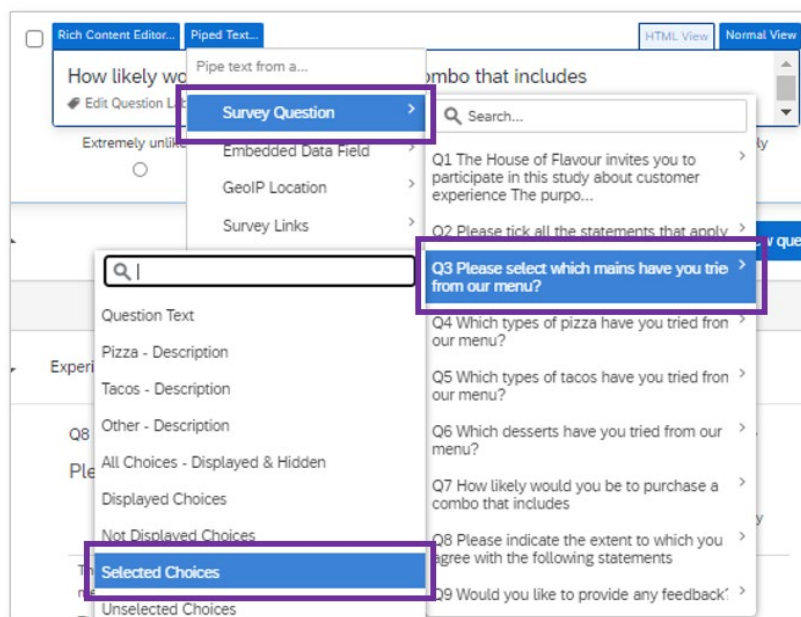 Rich Content Editor... Piped Text... HTML View Normal View
Pipe text from a...
How likely combo that includes
Edit Question
Survey Question
Search...
Extremely
Embedded Data Field
GeoIP Location
Survey Links
Q1 The House of Flavour invites you to
participate in this study about customer
experience The purpo...
Q2 Please tick all the statements that apply
Q3 Please select which mains have you tried
from our menu?
Q4 Which types of pizza have you tried from
our menu?
Q5 Which types of tacos have you tried from
our menu?
Q6 Which desserts have you tried from our
menu?
Q7 How likely would you be to purchase a
combo that includes
Q8 Please indicate the extent to which you
agree with the following statements
Q9 Would you like to provide any feedback?
Question Text
Pizza - Description
Tacos - Description
Other - Description
All Choices - Displayed & Hidden
Displayed Choices
Not Displayed Choices
Selected Choices
Unselected Choices
Experi
Q8
Ple